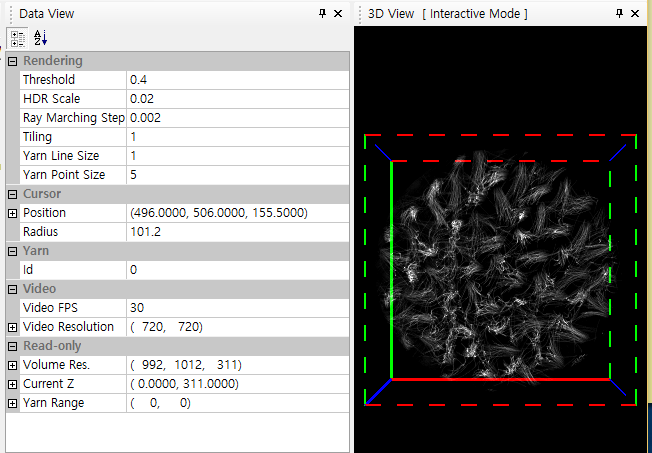 Data View
Rendering
Threshold 0.4
HDR Scale 0.02
Ray Marching Step 0.002
Tiling 1
Yarn Line Size 1
Yarn Point Size 5
Cursor
Position (496.0000, 506.0000, 155.5000)
Radius 101.2
Yarn
Id 0
Video
Video FPS 30
Video Resolution ( 720, 720)
Read-only
Volume Res. ( 992, 1012, 311)
Current Z ( 0.0000, 311.0000)
Yarn Range ( 0, 0)
3D View [ Interactive Mode ]